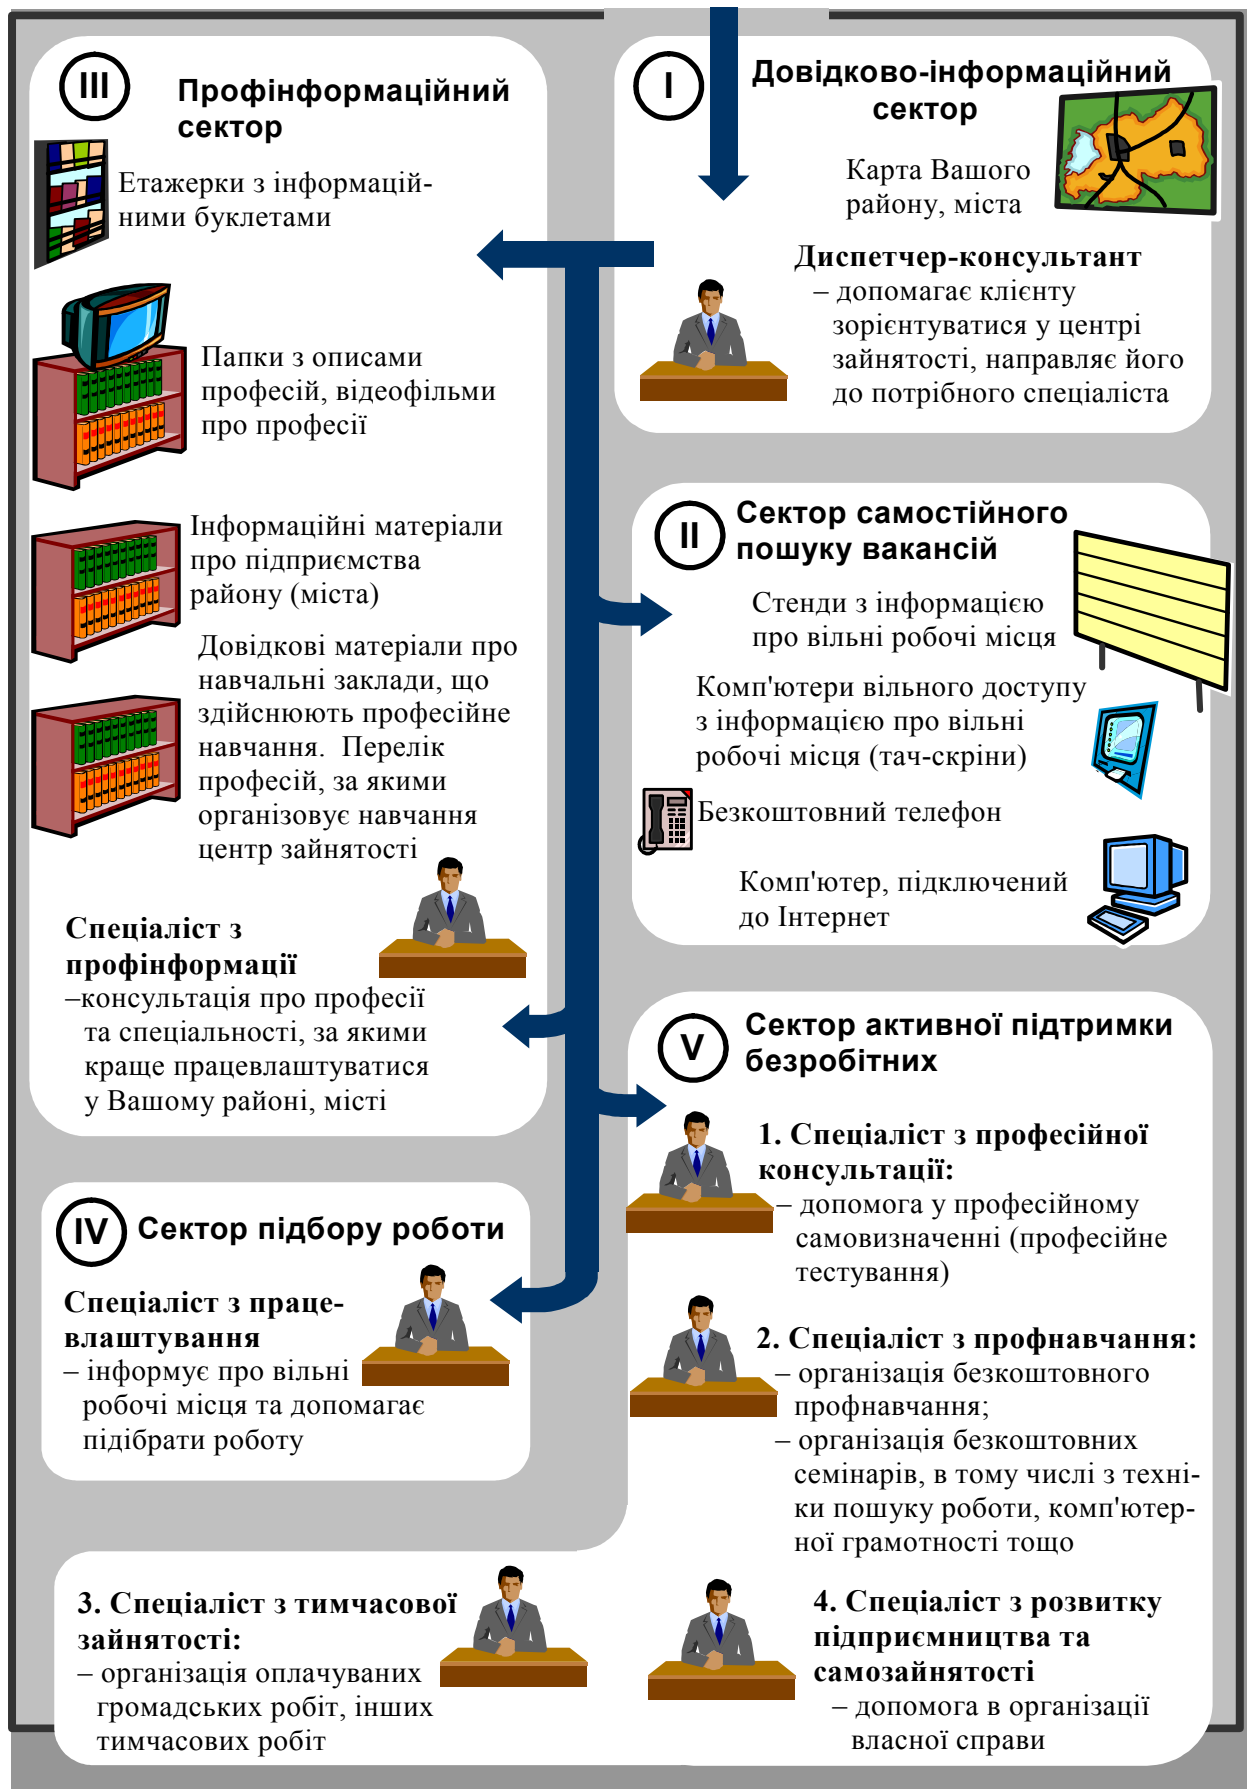 I
Довідково-інформаційний
сектор
Карта Вашого
району, міста
Диспетчер-консультант
– допомагає клієнту
зорієнтуватися у центрі
зайнятості, направляє його
до потрібного спеціаліста
II
Сектор самостійного
пошуку вакансій
Стенди з інформацією
про вільні робочі місця
Комп'ютери вільного доступу
з інформацією про вільні
робочі місця (тач-скріни)
Безкоштовний телефон
Комп'ютер, підключений
до Інтернет
III
Профінформаційний
сектор
Етажерки з інформацій-
ними буклетами
Папки з описами
професій, відеофільми
про професії
Інформаційні матеріали
про підприємства
району (міста)
Довідкові матеріали про
навчальні заклади, що
здійснюють професійне
навчання. Перелік
професій, за якими
організовує навчання
центр зайнятості
Спеціаліст з
профінформації
–консультація про професії
та спеціальності, за якими
краще працевлаштуватися
у Вашому районі, місті
IV
Сектор підбору роботи
Спеціаліст з праце-
влаштування
– інформує про вільні
робочі місця та допомагає
підібрати роботу
V
Сектор активної підтримки
безробітних
1. Спеціаліст з професійної
консультації:
– допомога у професійному
самовизначенні (професійне
тестування)
2. Спеціаліст з профнавчання:
– організація безкоштовного
профнавчання;
– організація безкоштовних
семінарів, в тому числі з техні-
ки пошуку роботи, комп'ютер-
ної грамотності тощо
3. Спеціаліст з тимчасової
зайнятості:
– організація оплачуваних
громадських робіт, інших
тимчасових робіт
4. Спеціаліст з розвитку
підприємництва та
самозайнятості
– допомога в організації
власної справи